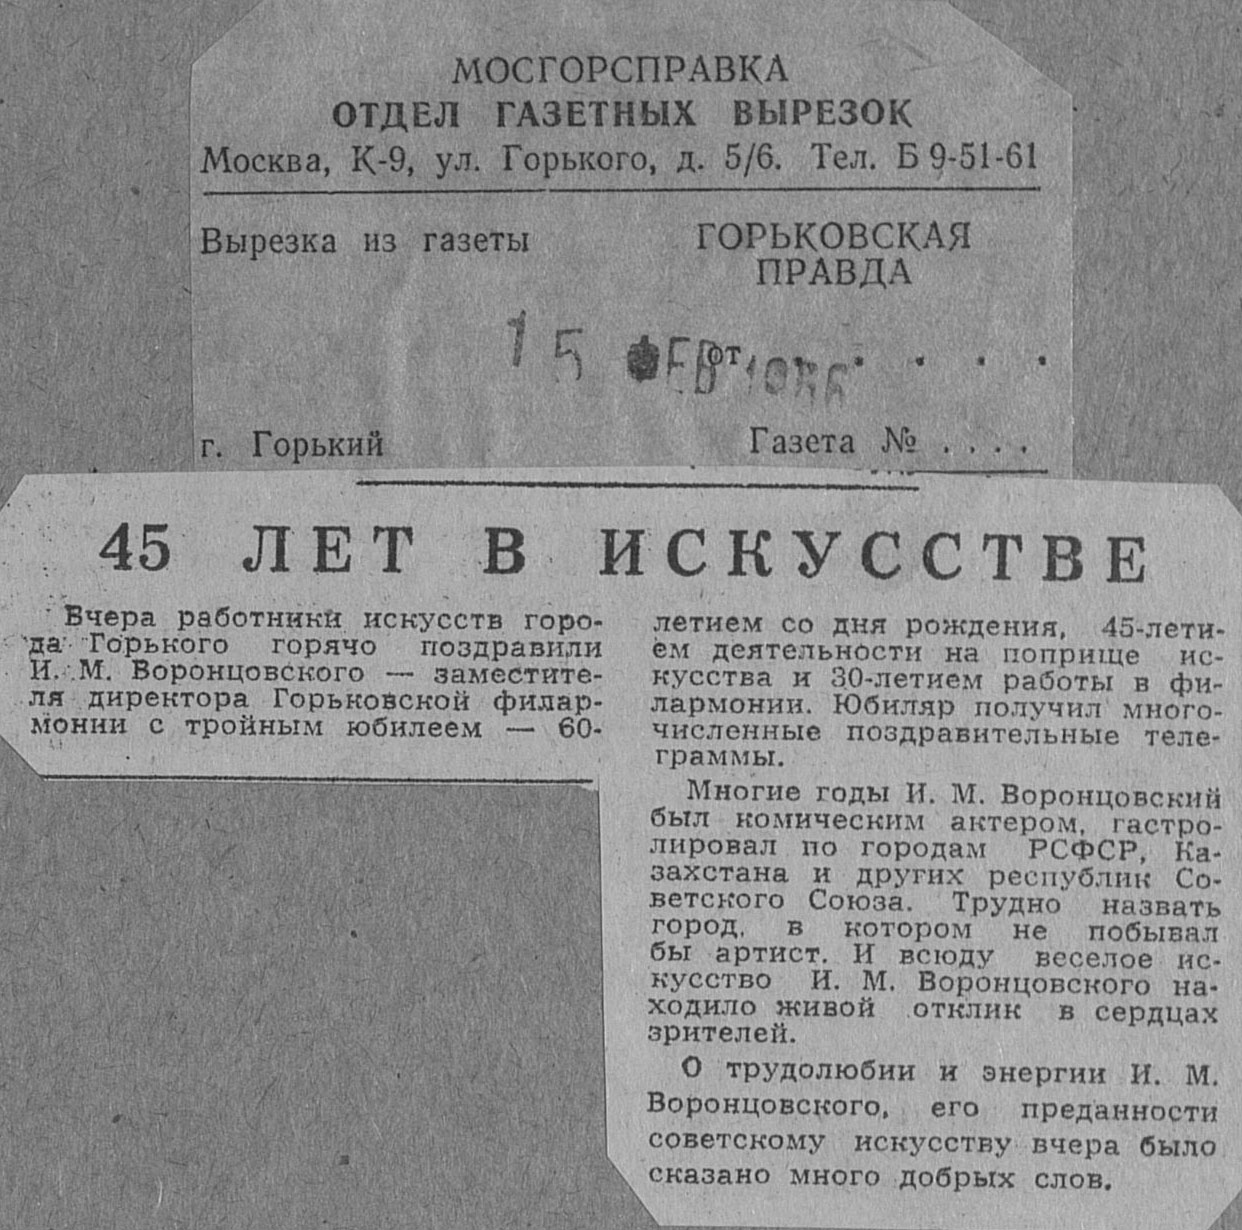 МОСГОРСПРАВКА
ОТДЕЛ ГАЗЕТНЫХ ВЫРЕЗОК
Москва, К-9, ул. Горького, д. 5/6. Тел. Б 9-51-61
Вырезка из газеты
ГОРЬКОВСКАЯ
ПРАВДА
15 ФЕВ
от . . . .
г. Горький
Газета № . . . .
45 ЛЕТ В ИСКУССТВЕ
Вчера работники искусств горо-
да Горького горячо поздравили
И. М. Воронцовского — заместите-
ля директора Горьковской филар-
монии с тройным юбилеем — 60-
летием со дня рождения, 45-лети-
ем деятельности на поприще ис-
кусства и 30-летием работы в фи-
лармонии. Юбиляр получил много-
численные поздравительные теле-
граммы.
Многие годы И. М. Воронцовский
был комическим актером, гастро-
лировал по городам РСФСР, Ка-
захстана и других республик Со-
ветского Союза. Трудно назвать
город, в котором не побывал
бы артист. И всюду веселое ис-
кусство И. М. Воронцовского на-
ходило живой отклик в сердцах
зрителей.
О трудолюбии и энергии И. М.
Воронцовского, его преданности
советскому искусству вчера было
сказано много добрых слов.